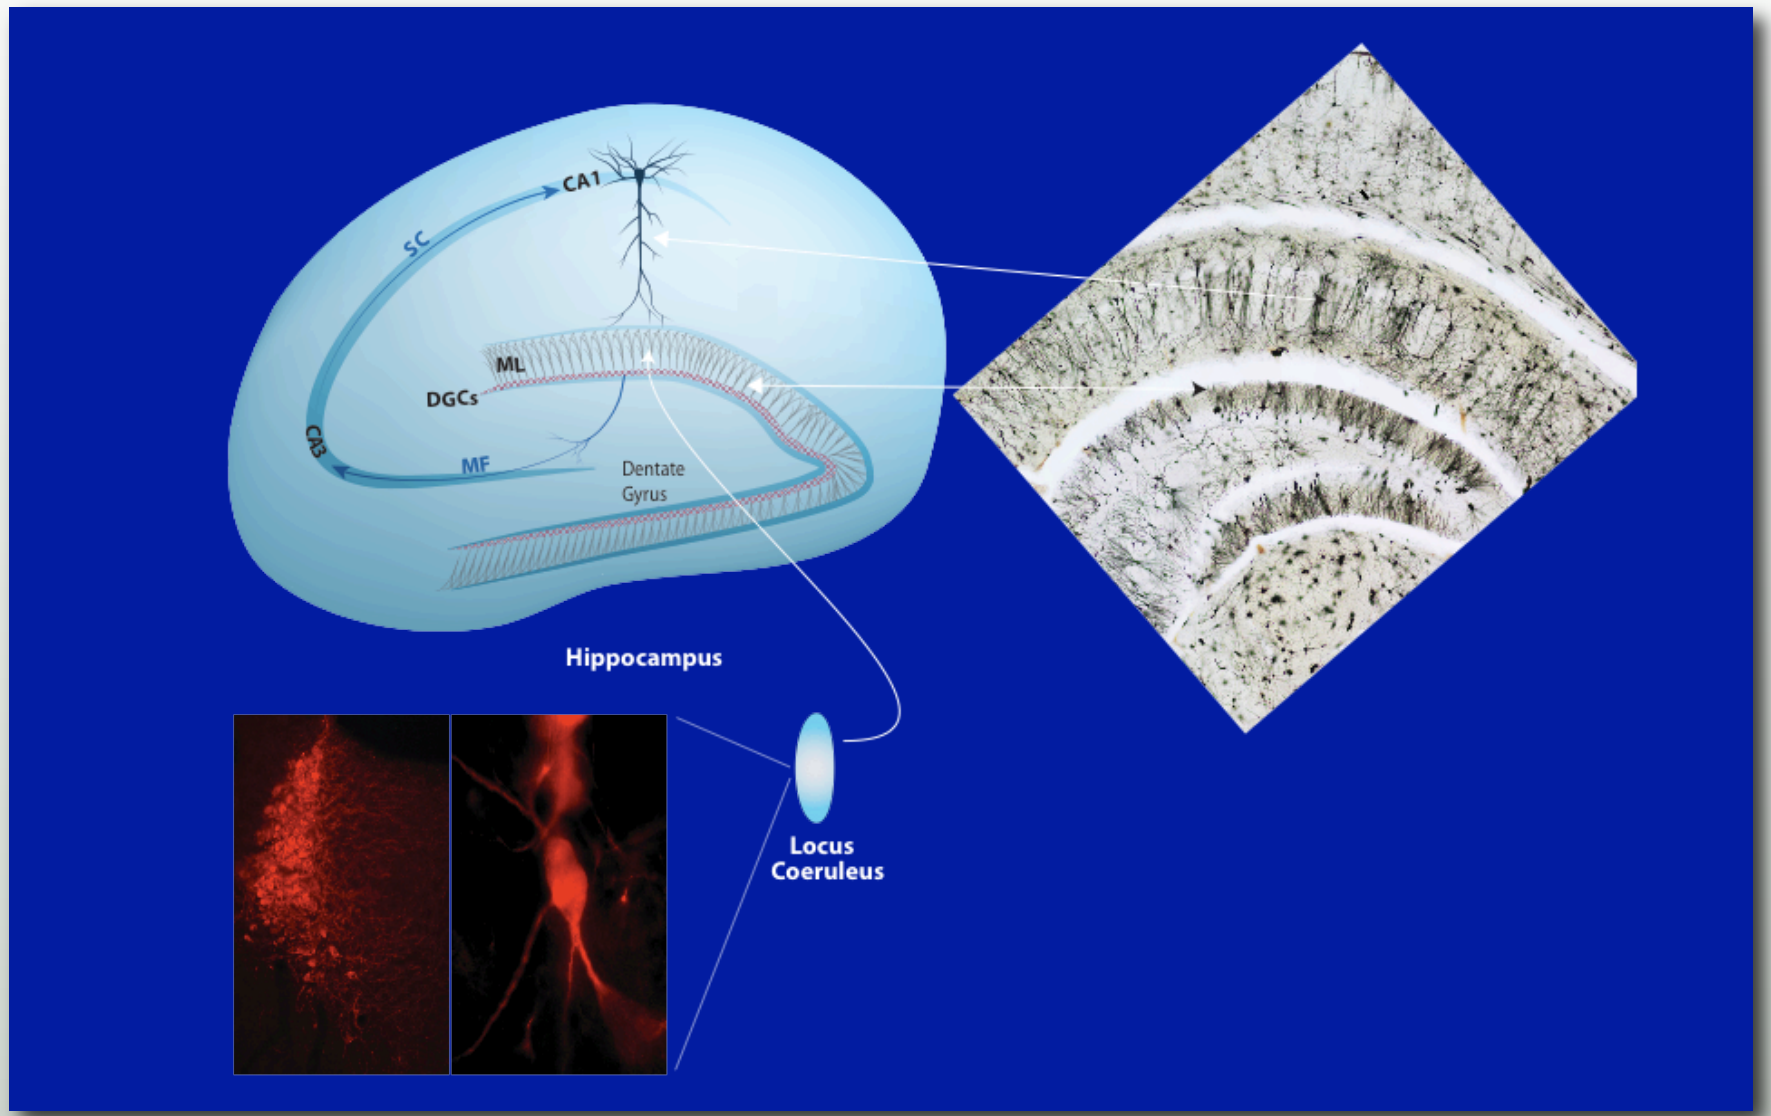 CA1
SC
ML
DGCs
CA3
MF
Dentate
Gyrus
Hippocampus
Locus
Coeruleus